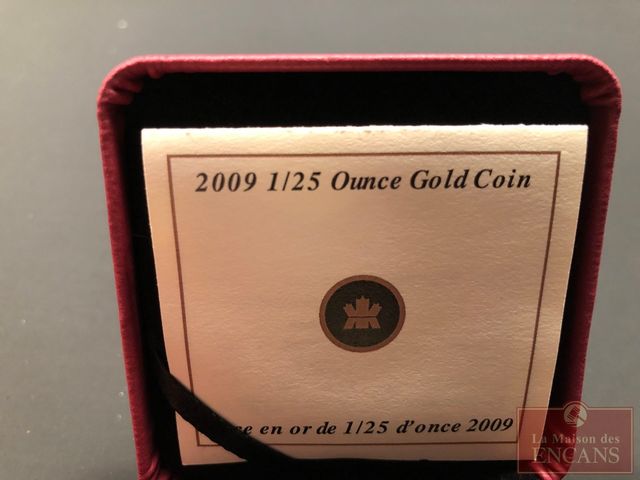 2009 1/25 Ounce Gold Coin
en or de 1/25 d'once 2009
La Maison des
ENCANS